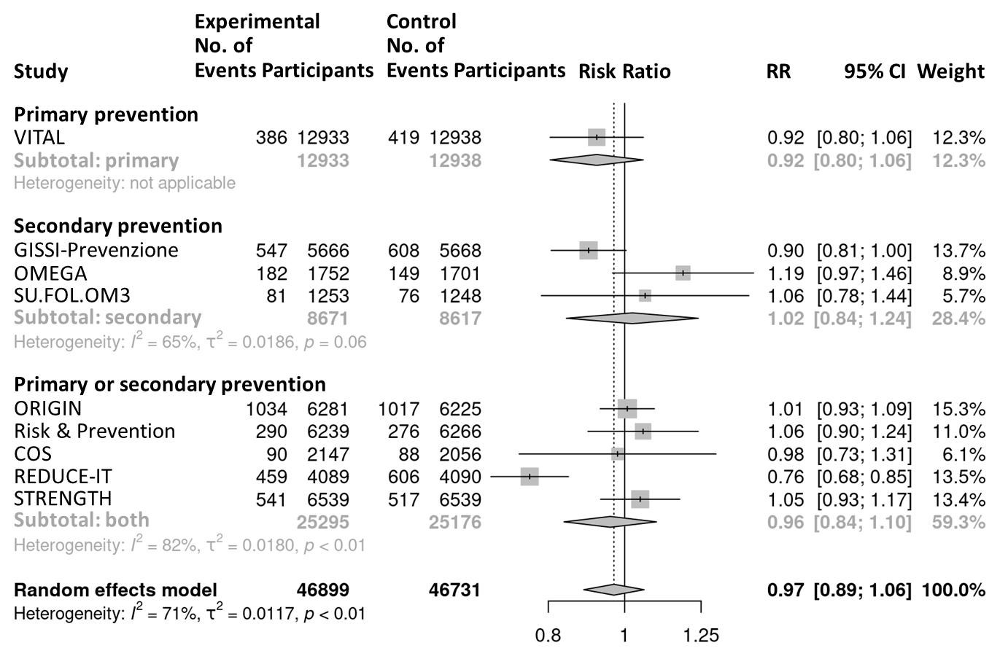 Experimental Control
No. of No. of
Study Events Participants Events Participants Risk Ratio RR 95% CI Weight
Primary prevention
VITAL 386 12933 419 12938 0.92 [0.80; 1.06] 12.3%
Subtotal: primary 12933 12938 0.92 [0.80; 1.06] 12.3%
Heterogeneity: not applicable
Secondary prevention
GISSI-Prevenzione 547 5666 608 5668 0.90 [0.81; 1.00] 13.7%
OMEGA 182 1752 149 1701 1.19 [0.97; 1.46] 8.9%
SU.FOL.OM3 81 1253 76 1248 1.06 [0.78; 1.44] 5.7%
Subtotal: secondary 8671 8617 1.02 [0.84; 1.24] 28.4%
Heterogeneity: I² = 65%, τ² = 0.0186, p = 0.06
Primary or secondary prevention
ORIGIN 1034 6281 1017 6225 1.01 [0.93; 1.09] 15.3%
Risk & Prevention 290 6239 276 6266 1.06 [0.90; 1.24] 11.0%
COS 90 2147 88 2056 0.98 [0.73; 1.31] 6.1%
REDUCE-IT 459 4089 606 4090 0.76 [0.68; 0.85] 13.5%
STRENGTH 541 6539 517 6539 1.05 [0.93; 1.17] 13.4%
Subtotal: both 25295 25176 0.96 [0.84; 1.10] 59.3%
Heterogeneity: I² = 82%, τ² = 0.0180, p < 0.01
Random effects model 46899 46731 0.97 [0.89; 1.06] 100.0%
Heterogeneity: I² = 71%, τ² = 0.0117, p < 0.01
0.8 1 1.25